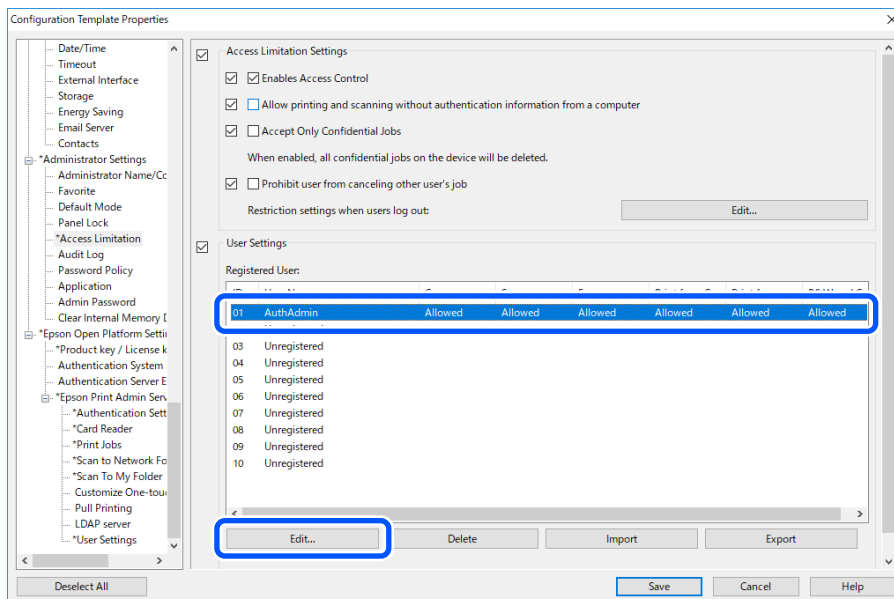 Configuration Template Properties
Date/Time
Timeout
External Interface
Storage
Energy Saving
Email Server
Contacts
*Administrator Settings
Administrator Name/Co
Favorite
Default Mode
Panel Lock
*Access Limitation
Audit Log
Password Policy
Application
Admin Password
Clear Internal Memory D
*Epson Open Platform Settin
*Product key / License k
Authentication System
Authentication Server E
*Epson Print Admin Serv
*Authentication Sett
*Card Reader
*Print Jobs
*Scan to Network Fo
*Scan To My Folder
Customize One-touc
Pull Printing
LDAP server
*User Settings
Access Limitation Settings
Enables Access Control
Allow printing and scanning without authentication information from a computer
Accept Only Confidential Jobs
When enabled, all confidential jobs on the device will be deleted.
Prohibit user from canceling other user's job
Restriction settings when users log out: Edit...
User Settings
Registered User:
01 AuthAdmin Allowed Allowed Allowed Allowed Allowed Allowed
03 Unregistered
04 Unregistered
05 Unregistered
06 Unregistered
07 Unregistered
08 Unregistered
09 Unregistered
10 Unregistered
Edit... Delete Import Export
Deselect All Save Cancel Help